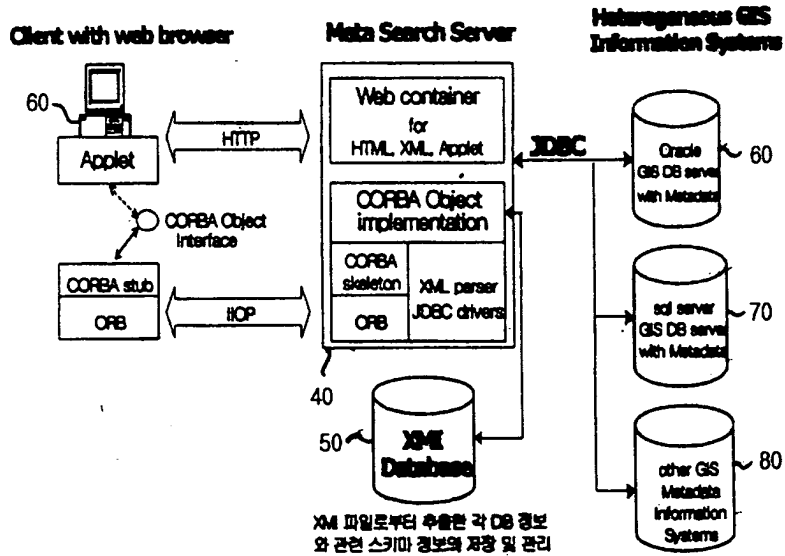 Client with web browser
60
Applet
HTTP
CORBA Object
Interface
CORBA stub
ORB
IIOP
Meta Search Server
Web container
for
HTML, XML, Applet
CORBA Object
implementation
CORBA
skeleton
ORB
XML parser
JDBC drivers
40
50
XMI
Database
XMI 파일로부터 추출한 각 DB 정보
와 관련 스키마 정보의 저장 및 관리
JDBC
Heterogeneous GIS
Information Systems
Oracle
GIS DB server
with Metadata
60
sql server
GIS DB server
with Metadata
70
other GIS
Metadata
Information
Systems
80